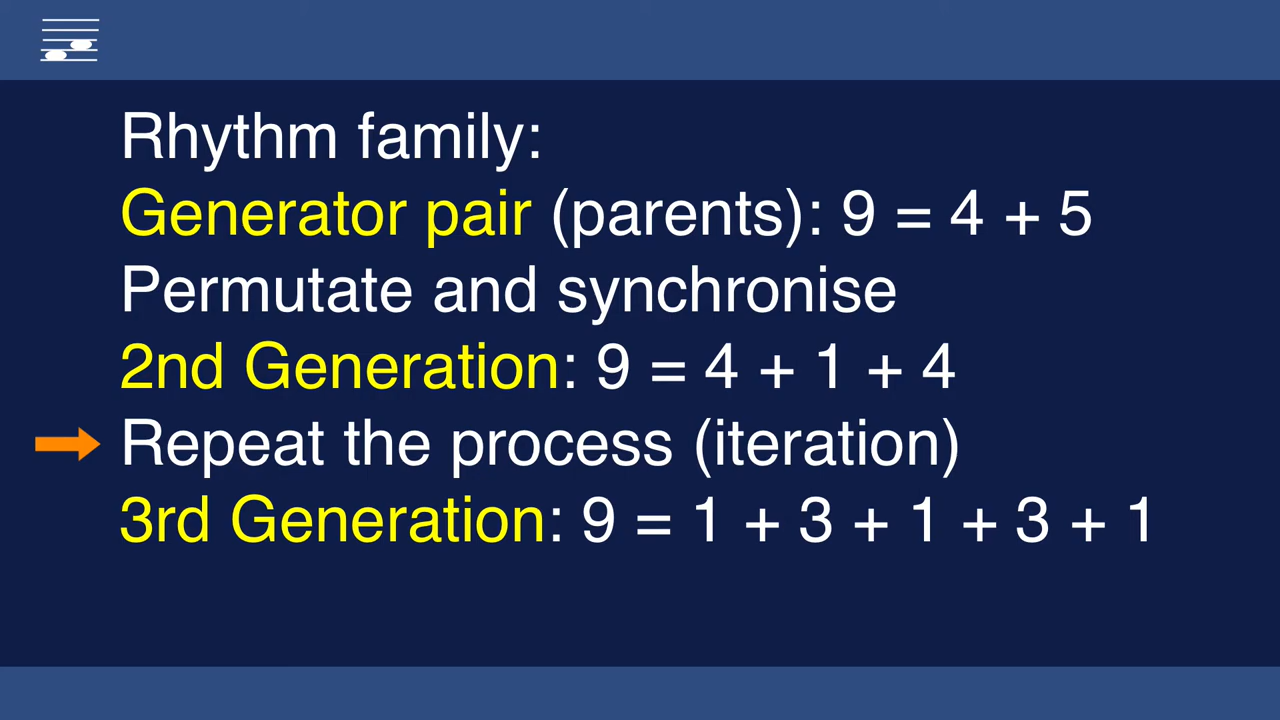 Rhythm family:
Generator pair (parents): 9 = 4 + 5
Permutate and synchronise
2nd Generation: 9 = 4 + 1 + 4
Repeat the process (iteration)
3rd Generation: 9 = 1 + 3 + 1 + 3 + 1